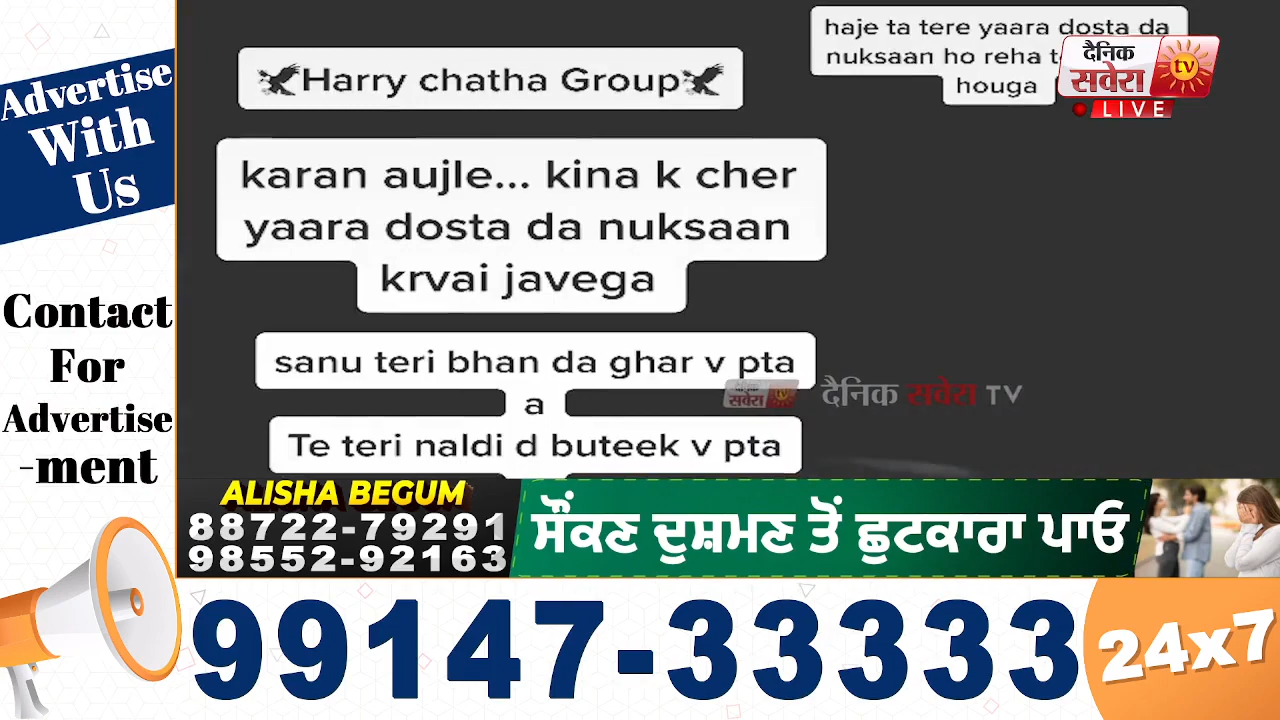 Advertise
With
Us
Contact
For
Advertise
-ment
Harry chatha Group
karan aujle... kina k cher
yaara dosta da nuksaan
krvai javega
sanu teri bhan da ghar v pta
a
Te teri naldi d buteek v pta
haje ta tere yaara dosta da
nuksaan ho reha
houga
दैनिक
सवेरा tv
LIVE
दैनिक
सवेरा tv
दैनिक सवेरा TV
ALISHA BEGUM
88722-79291
98552-92163
ਸੌਂਕਣ ਦੁਸ਼ਮਣ ਤੋਂ ਛੁਟਕਾਰਾ ਪਾਓ
99147-33333
24x7